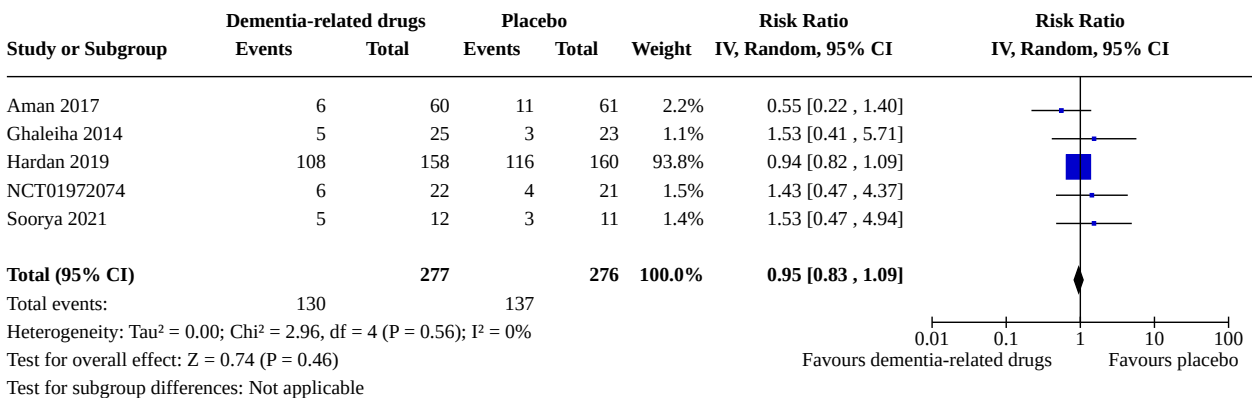 Dementia-related drugs Placebo Risk Ratio Risk Ratio
Study or Subgroup Events Total Events Total Weight IV, Random, 95% CI IV, Random, 95% CI
Aman 2017 6 60 11 61 2.2% 0.55 [0.22 , 1.40]
Ghaleiha 2014 5 25 3 23 1.1% 1.53 [0.41 , 5.71]
Hardan 2019 108 158 116 160 93.8% 0.94 [0.82 , 1.09]
NCT01972074 6 22 4 21 1.5% 1.43 [0.47 , 4.37]
Soorya 2021 5 12 3 11 1.4% 1.53 [0.47 , 4.94]
Total (95% CI) 277 276 100.0% 0.95 [0.83 , 1.09]
Total events: 130 137
Heterogeneity: Tau² = 0.00; Chi² = 2.96, df = 4 (P = 0.56); I² = 0%
0.01 0.1 1 10 100
Test for overall effect: Z = 0.74 (P = 0.46)
Favours dementia-related drugs Favours placebo
Test for subgroup differences: Not applicable